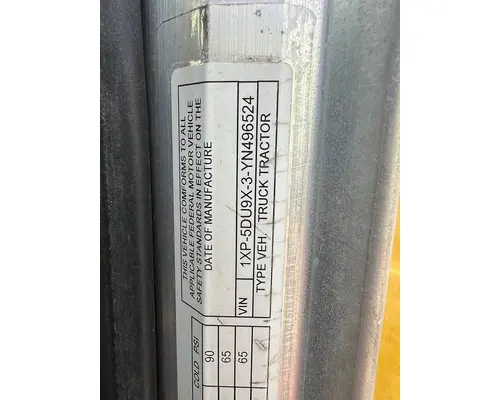 THIS VEHICLE COMFORMS TO ALL
APPLICABLE FEDERAL MOTOR VEHICLE
SAFETY STANDARDS IN EFFECT ON THE
DATE OF MANUFACTURE
VIN 1XP-5DU9X-3-YN496524
TYPE VEH. TRUCK TRACTOR
COLD PSI
90
65
65